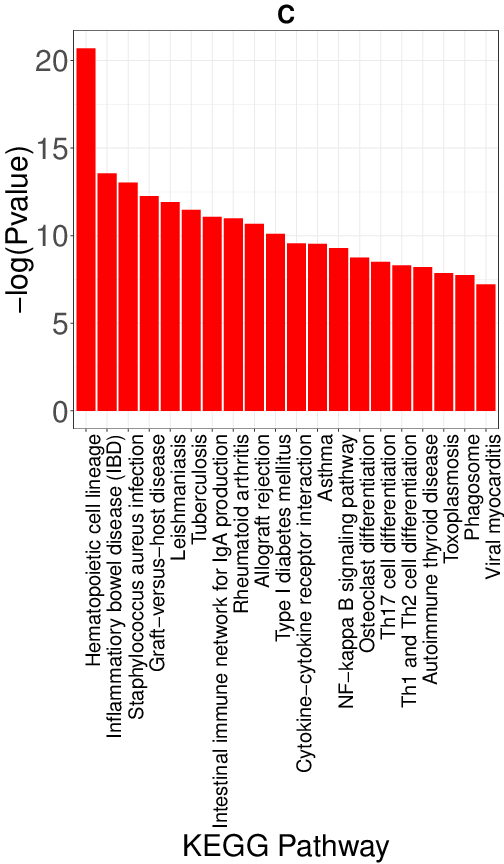 C
−log(Pvalue)
20
15
10
5
0
Hematopoietic cell lineage
Inflammatiory bowel disease (IBD)
Staphylococcus aureus infection
Graft−versus−host disease
Leishmaniasis
Tuberculosis
Intestinal immune network for IgA production
Rheumatoid arthritis
Allograft rejection
Type I diabetes mellitus
Cytokine−cytokine receptor interaction
Asthma
NF−kappa B signaling pathway
Osteoclast differentiation
Th17 cell differentiation
Th1 and Th2 cell differentiation
Autoimmune thyroid disease
Toxoplasmosis
Phagosome
Viral myocarditis
KEGG Pathway